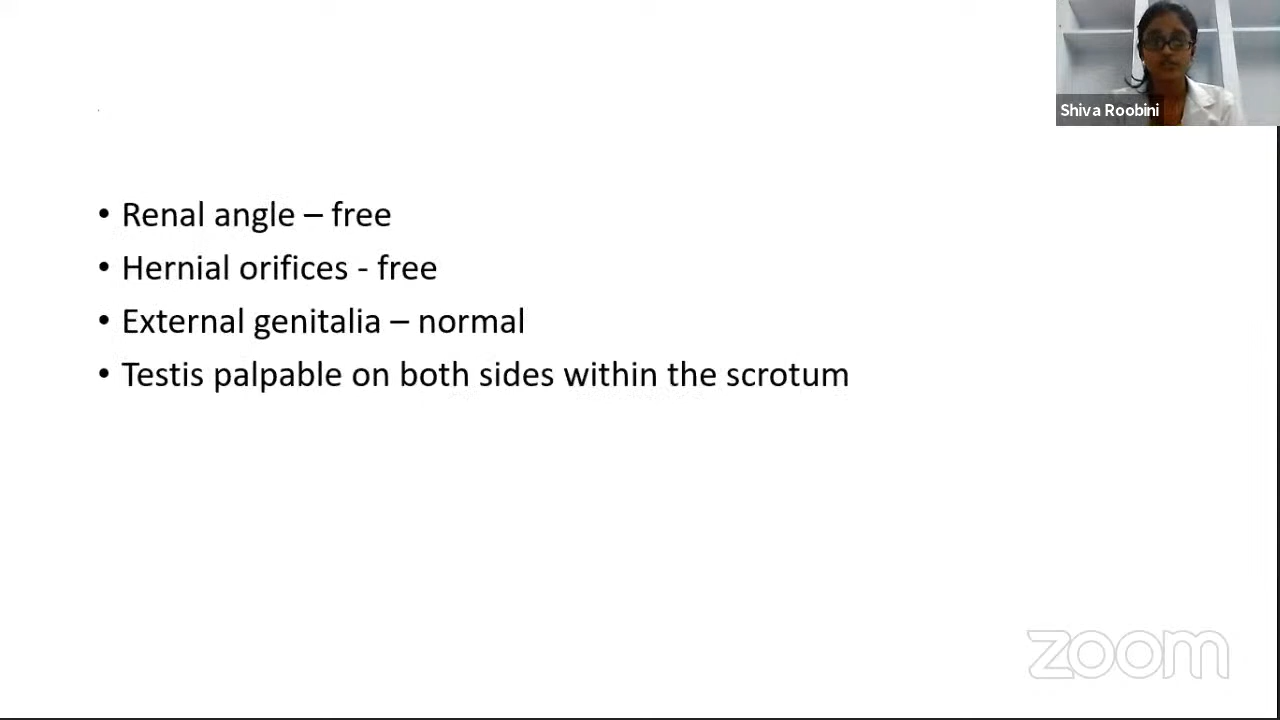 Shiva Roobini
• Renal angle – free
• Hernial orifices - free
• External genitalia – normal
• Testis palpable on both sides within the scrotum
zoom